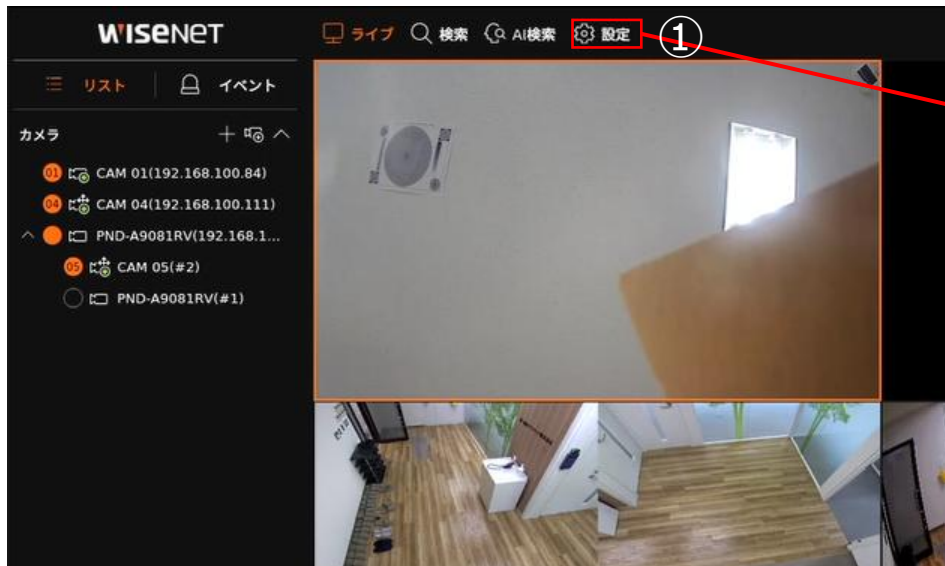 WISENET
ライブ 検索 AI検索 設定 ①
リスト イベント
カメラ
01 CAM 01(192.168.100.84)
04 CAM 04(192.168.100.111)
PND-A9081RV(192.168.1...
05 CAM 05(#2)
PND-A9081RV(#1)